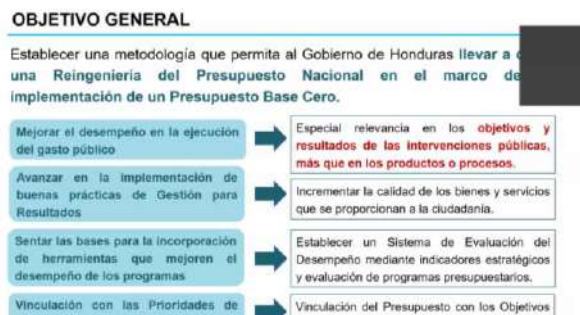 OBJETIVO GENERAL
Establecer una metodología que permita al Gobierno de Honduras llevar a
una Reingeniería del Presupuesto Nacional en el marco de
implementación de un Presupuesto Base Cero.
Mejorar el desempeño en la ejecución
del gasto público
Especial relevancia en los objetivos y
resultados de las intervenciones públicas,
más que en los productos o procesos.
Avanzar en la implementación de
buenas prácticas de Gestión para
Resultados
Incrementar la calidad de los bienes y servicios
que se proporcionan a la ciudadanía.
Sentar las bases para la incorporación
de herramientas que mejoren el
desempeño de los programas
Establecer un Sistema de Evaluación del
Desempeño mediante indicadores estratégicos
y evaluación de programas presupuestarios.
Vinculación con las Prioridades de
Vinculación del Presupuesto con los Objetivos